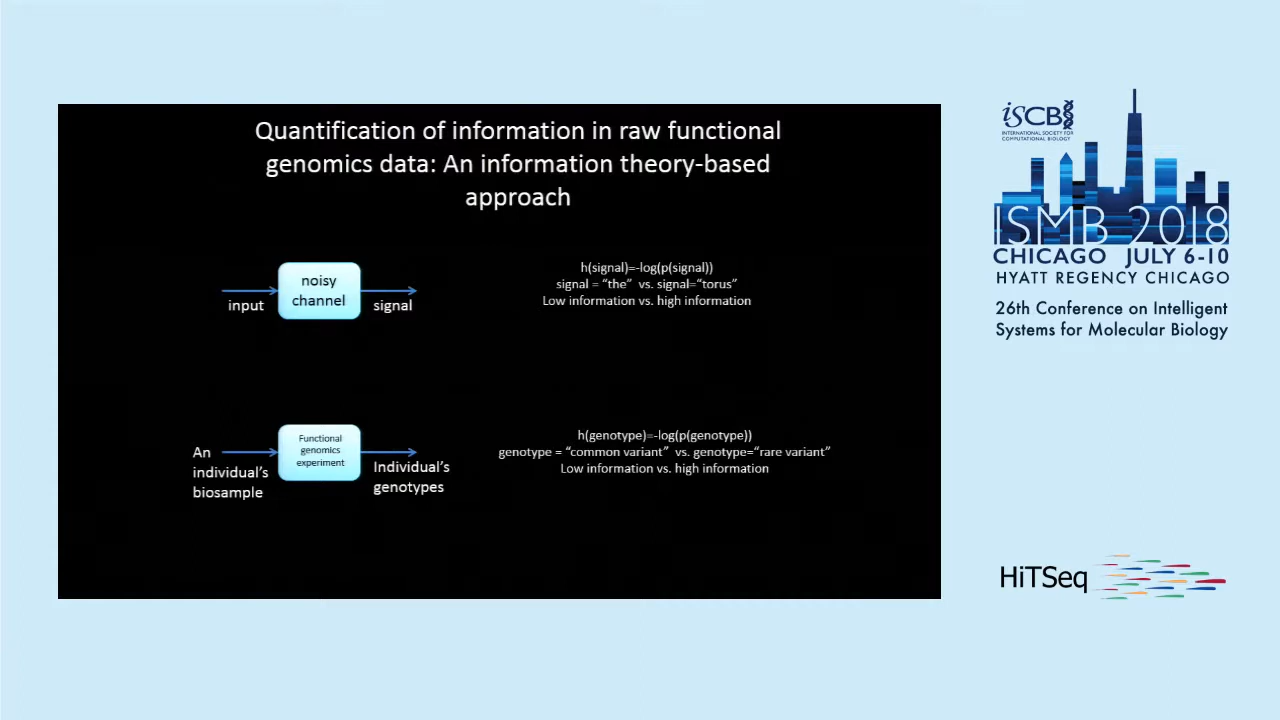 Quantification of information in raw functional
genomics data: An information theory-based
approach
noisy
channel
input
signal
h(signal)=-log(p(signal))
signal = “the”  vs. signal=“torus”
Low information vs. high information
An
individual’s
biosample
Functional
genomics
experiment
Individual’s
genotypes
h(genotype)=-log(p(genotype))
genotype = “common variant”  vs. genotype=“rare variant”
Low information vs. high information
iSCB
INTERNATIONAL SOCIETY FOR
COMPUTATIONAL BIOLOGY
ISMB 2018
CHICAGO JULY 6-10
HYATT REGENCY CHICAGO
26th Conference on Intelligent
Systems for Molecular Biology
HiTSeq